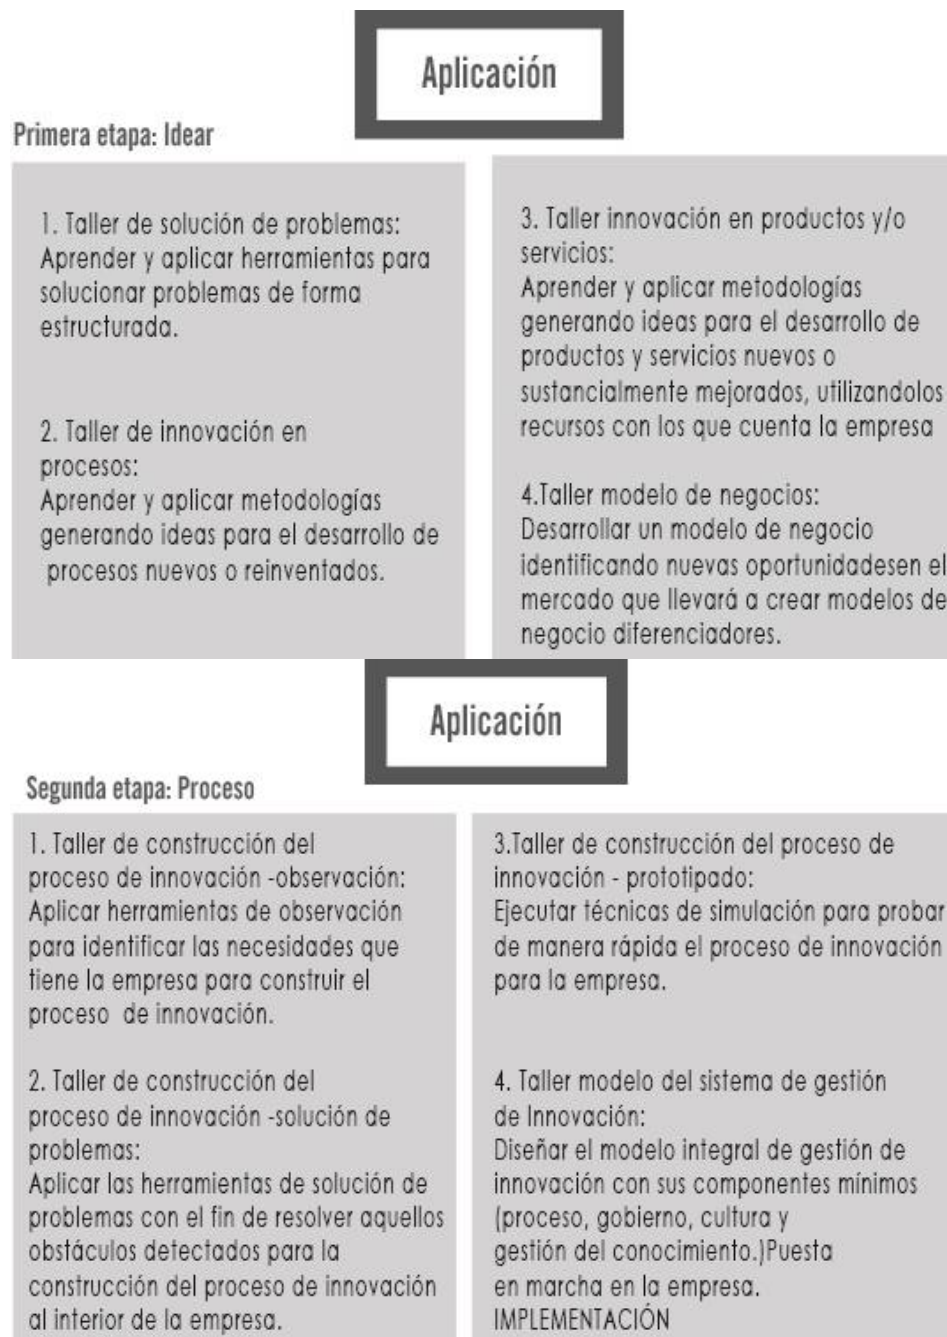 Aplicación
Primera etapa: Idear
1. Taller de solución de problemas:
Aprender y aplicar herramientas para
solucionar problemas de forma
estructurada.
2. Taller de innovación en
procesos:
Aprender y aplicar metodologías
generando ideas para el desarrollo de
procesos nuevos o reinventados.
3. Taller innovación en productos y/o
servicios:
Aprender y aplicar metodologías
generando ideas para el desarrollo de
productos y servicios nuevos o
sustancialmente mejorados, utilizandolos
recursos con los que cuenta la empresa
4.Taller modelo de negocios:
Desarrollar un modelo de negocio
identificando nuevas oportunidadesen el
mercado que llevará a crear modelos de
negocio diferenciadores.
Aplicación
Segunda etapa: Proceso
1. Taller de construcción del
proceso de innovación -observación:
Aplicar herramientas de observación
para identificar las necesidades que
tiene la empresa para construir el
proceso de innovación.
2. Taller de construcción del
proceso de innovación -solución de
problemas:
Aplicar las herramientas de solución de
problemas con el fin de resolver aquellos
obstáculos detectados para la
construcción del proceso de innovación
al interior de la empresa.
3.Taller de construcción del proceso de
innovación - prototipado:
Ejecutar técnicas de simulación para probar
de manera rápida el proceso de innovación
para la empresa.
4. Taller modelo del sistema de gestión
de Innovación:
Diseñar el modelo integral de gestión de
innovación con sus componentes mínimos
(proceso, gobierno, cultura y
gestión del conocimiento.)Puesta
en marcha en la empresa.
IMPLEMENTACIÓN